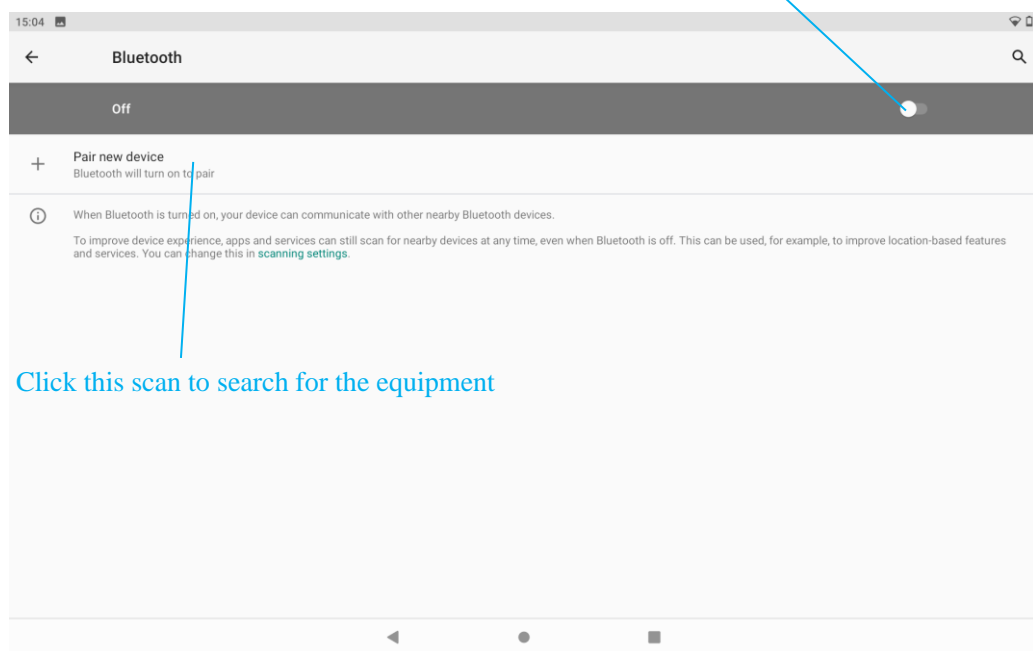 15:04
Bluetooth
Off
Pair new device
Bluetooth will turn on to pair
When Bluetooth is turned on, your device can communicate with other nearby Bluetooth devices.
To improve device experience, apps and services can still scan for nearby devices at any time, even when Bluetooth is off. This can be used, for example, to improve location-based features
and services. You can change this in scanning settings.
Click this scan to search for the equipment